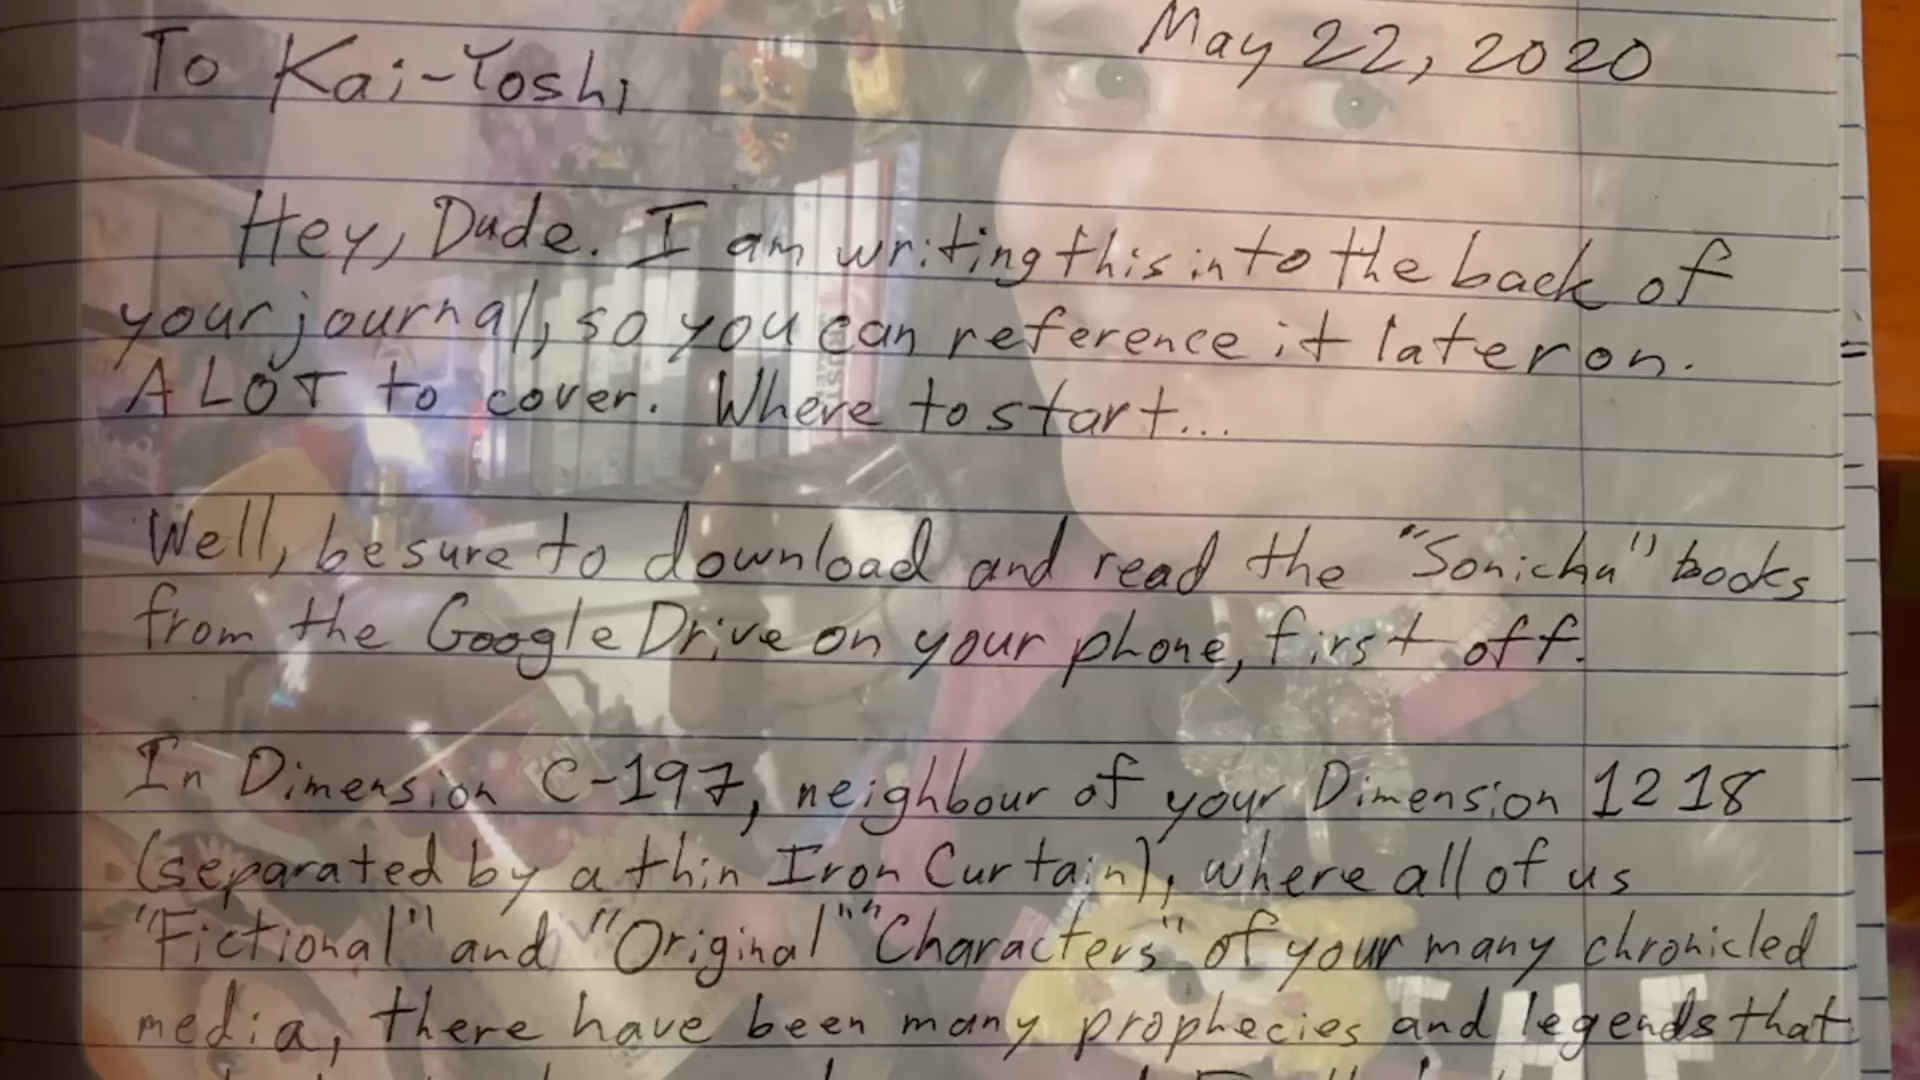 May 22, 2020
To Kai-Yoshi
Hey, Dude. I am writing this into the back of
your journal, so you can reference it later on.
A LOT to cover. Where to start...
Well, be sure to download and read the "Sonichu" books
from the Google Drive on your phone, first off.
In Dimension C-197, neighbour of your Dimension 1218
(separated by a thin Iron Curtain), where all of us
"Fictional" and "Original" "Characters" of your many chronicled
media, there have been many prophecies and legends that